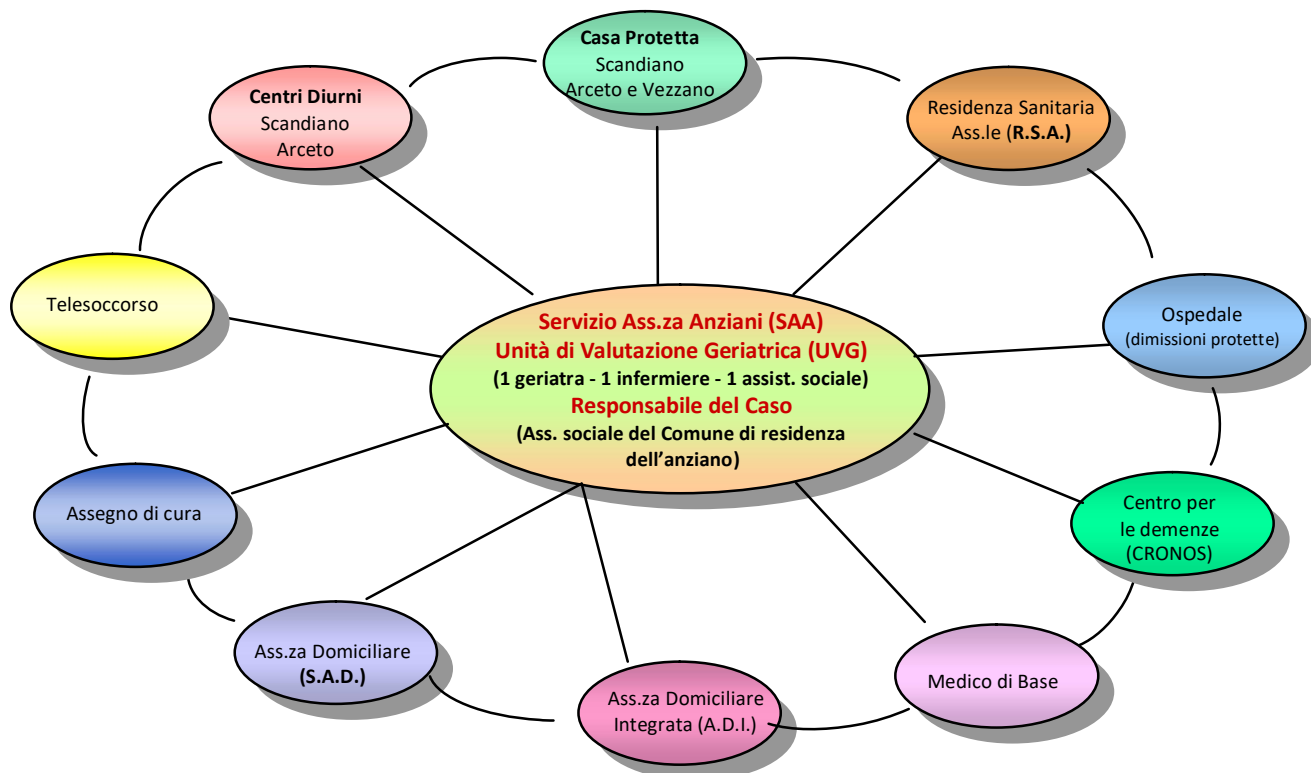 Casa Protetta
Scandiano
Arceto e Vezzano
Centri Diurni
Scandiano
Arceto
Residenza Sanitaria
Ass.le (R.S.A.)
Telesoccorso
Ospedale
(dimissioni protette)
Servizio Ass.za Anziani (SAA)
Unità di Valutazione Geriatrica (UVG)
(1 geriatra - 1 infermiere - 1 assist. sociale)
Responsabile del Caso
(Ass. sociale del Comune di residenza
dell’anziano)
Assegno di cura
Centro per
le demenze
(CRONOS)
Ass.za Domiciliare
(S.A.D.)
Ass.za Domiciliare
Integrata (A.D.I.)
Medico di Base